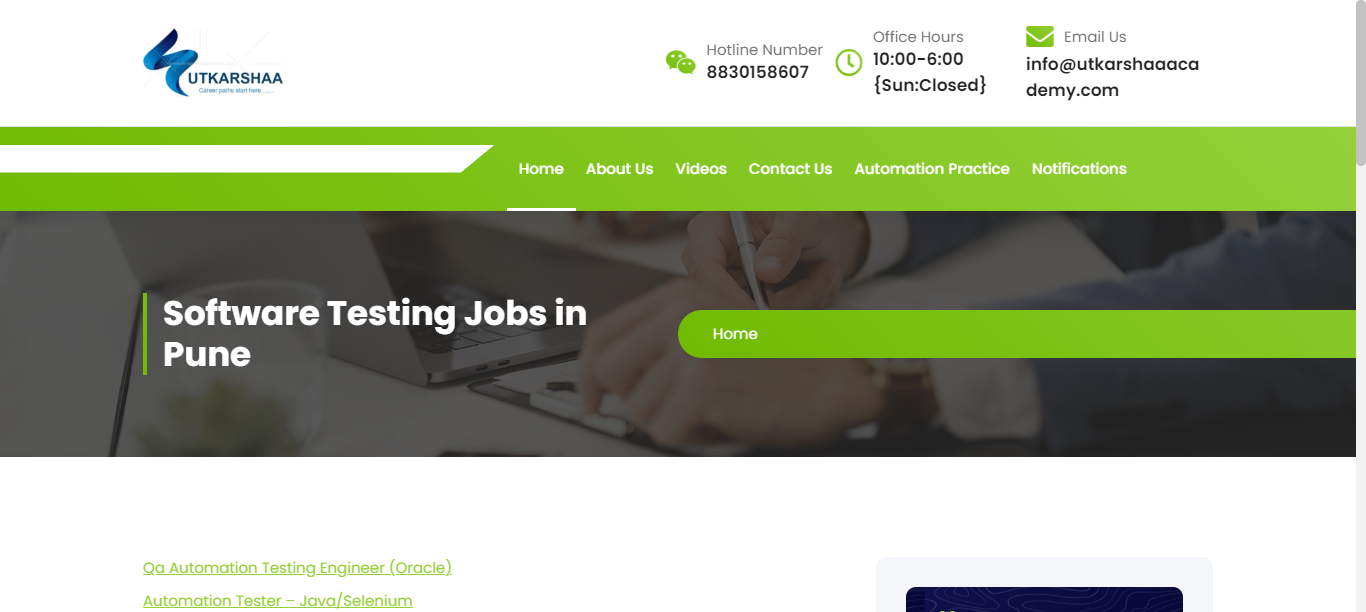 UTKARSHAA
Career paths start here.....
Hotline Number
8830158607
Office Hours
10:00-6:00
{Sun:Closed}
Email Us
info@utkarshaaaca
demy.com
Home About Us Videos Contact Us Automation Practice Notifications
Software Testing Jobs in
Pune
Home
Qa Automation Testing Engineer (Oracle)
Automation Tester – Java/Selenium